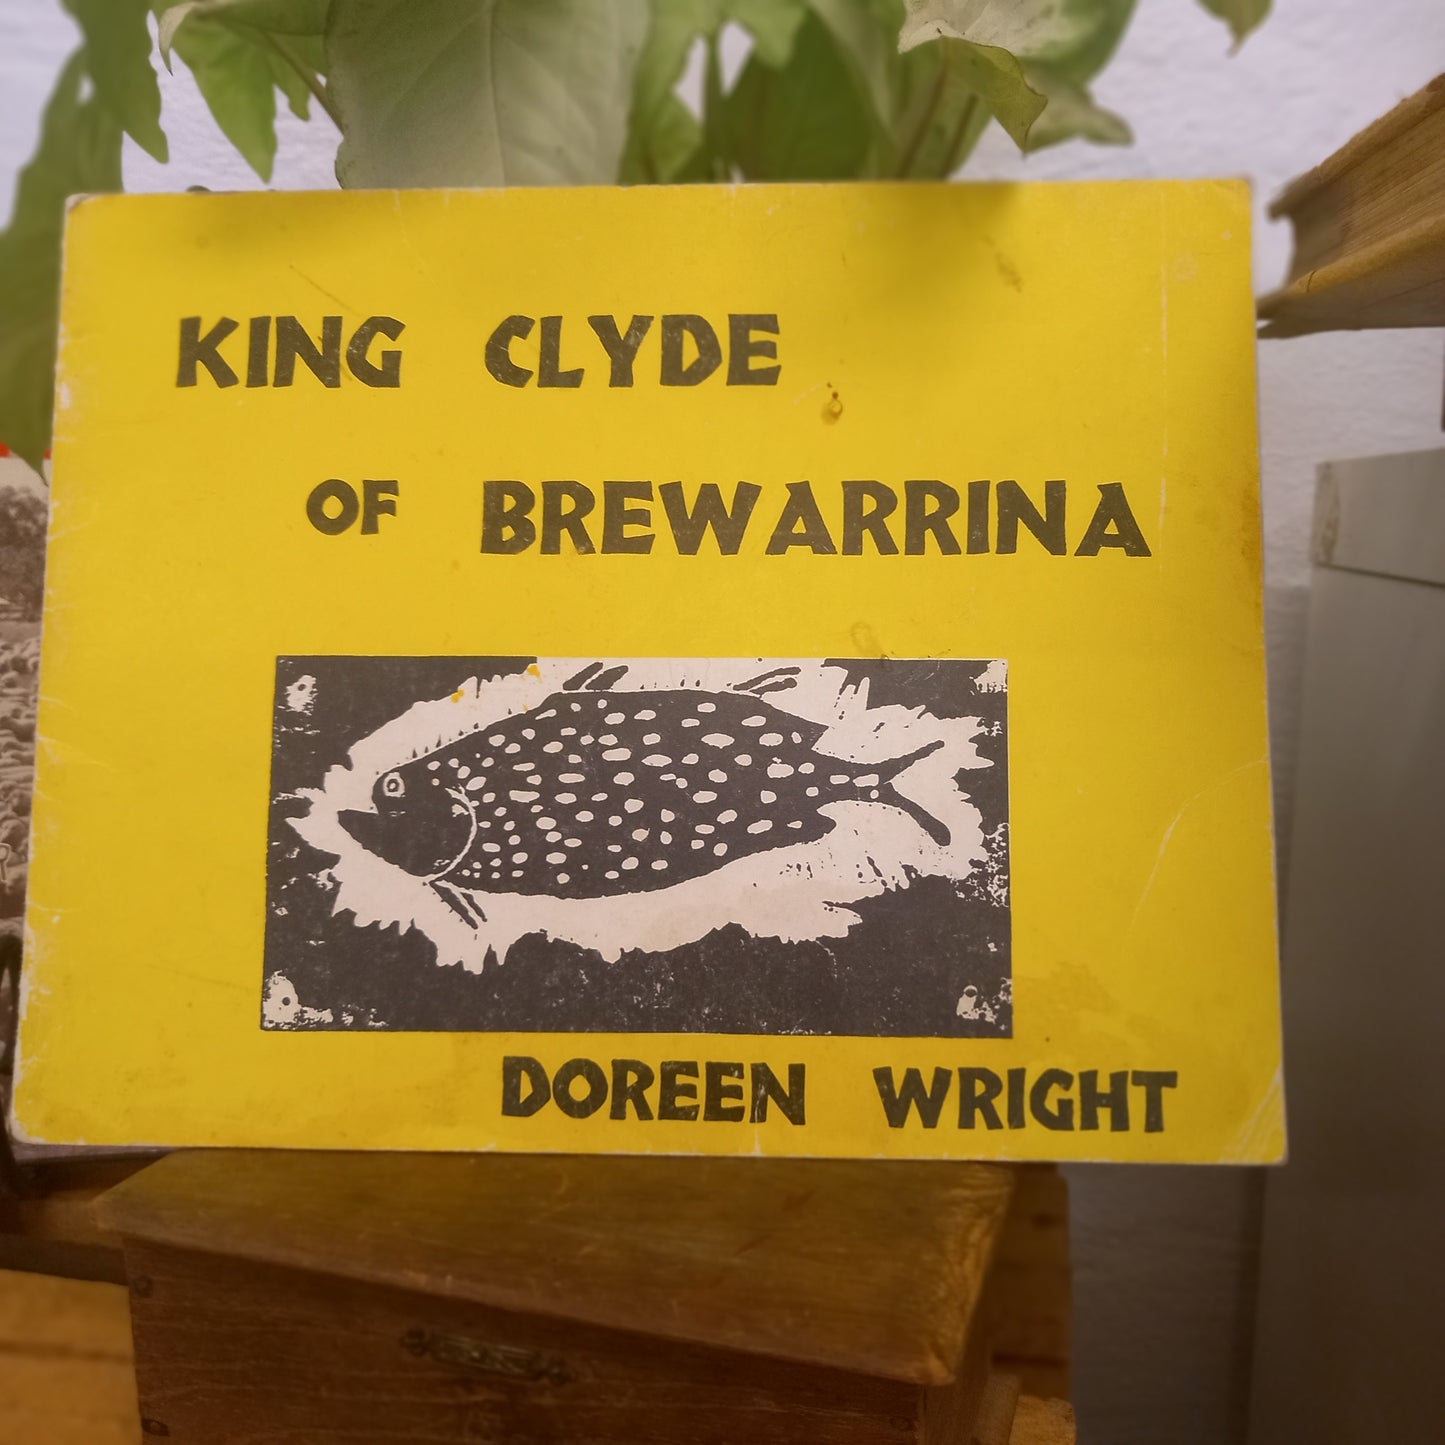 KING CLYDE
OF BREWARRINA
DOREEN WRIGHT